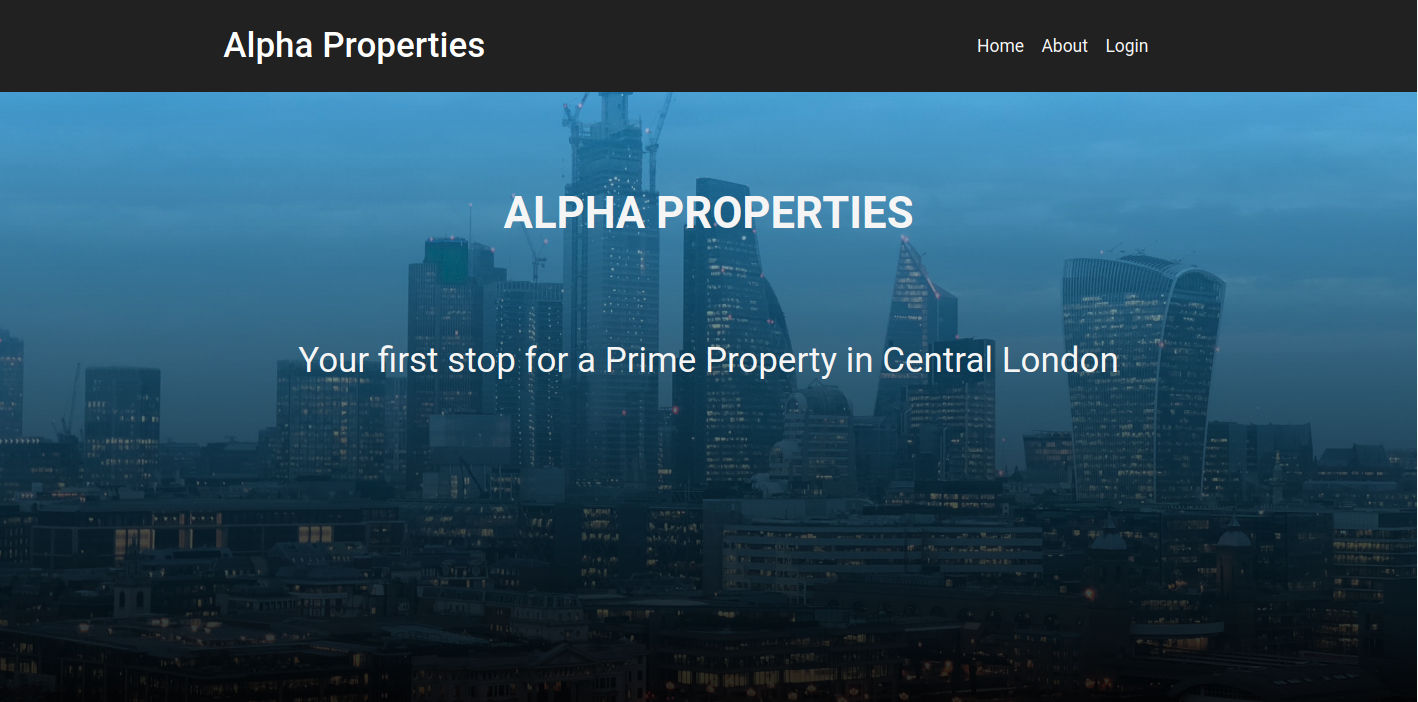 Alpha Properties
Home About Login
ALPHA PROPERTIES
Your first stop for a Prime Property in Central London